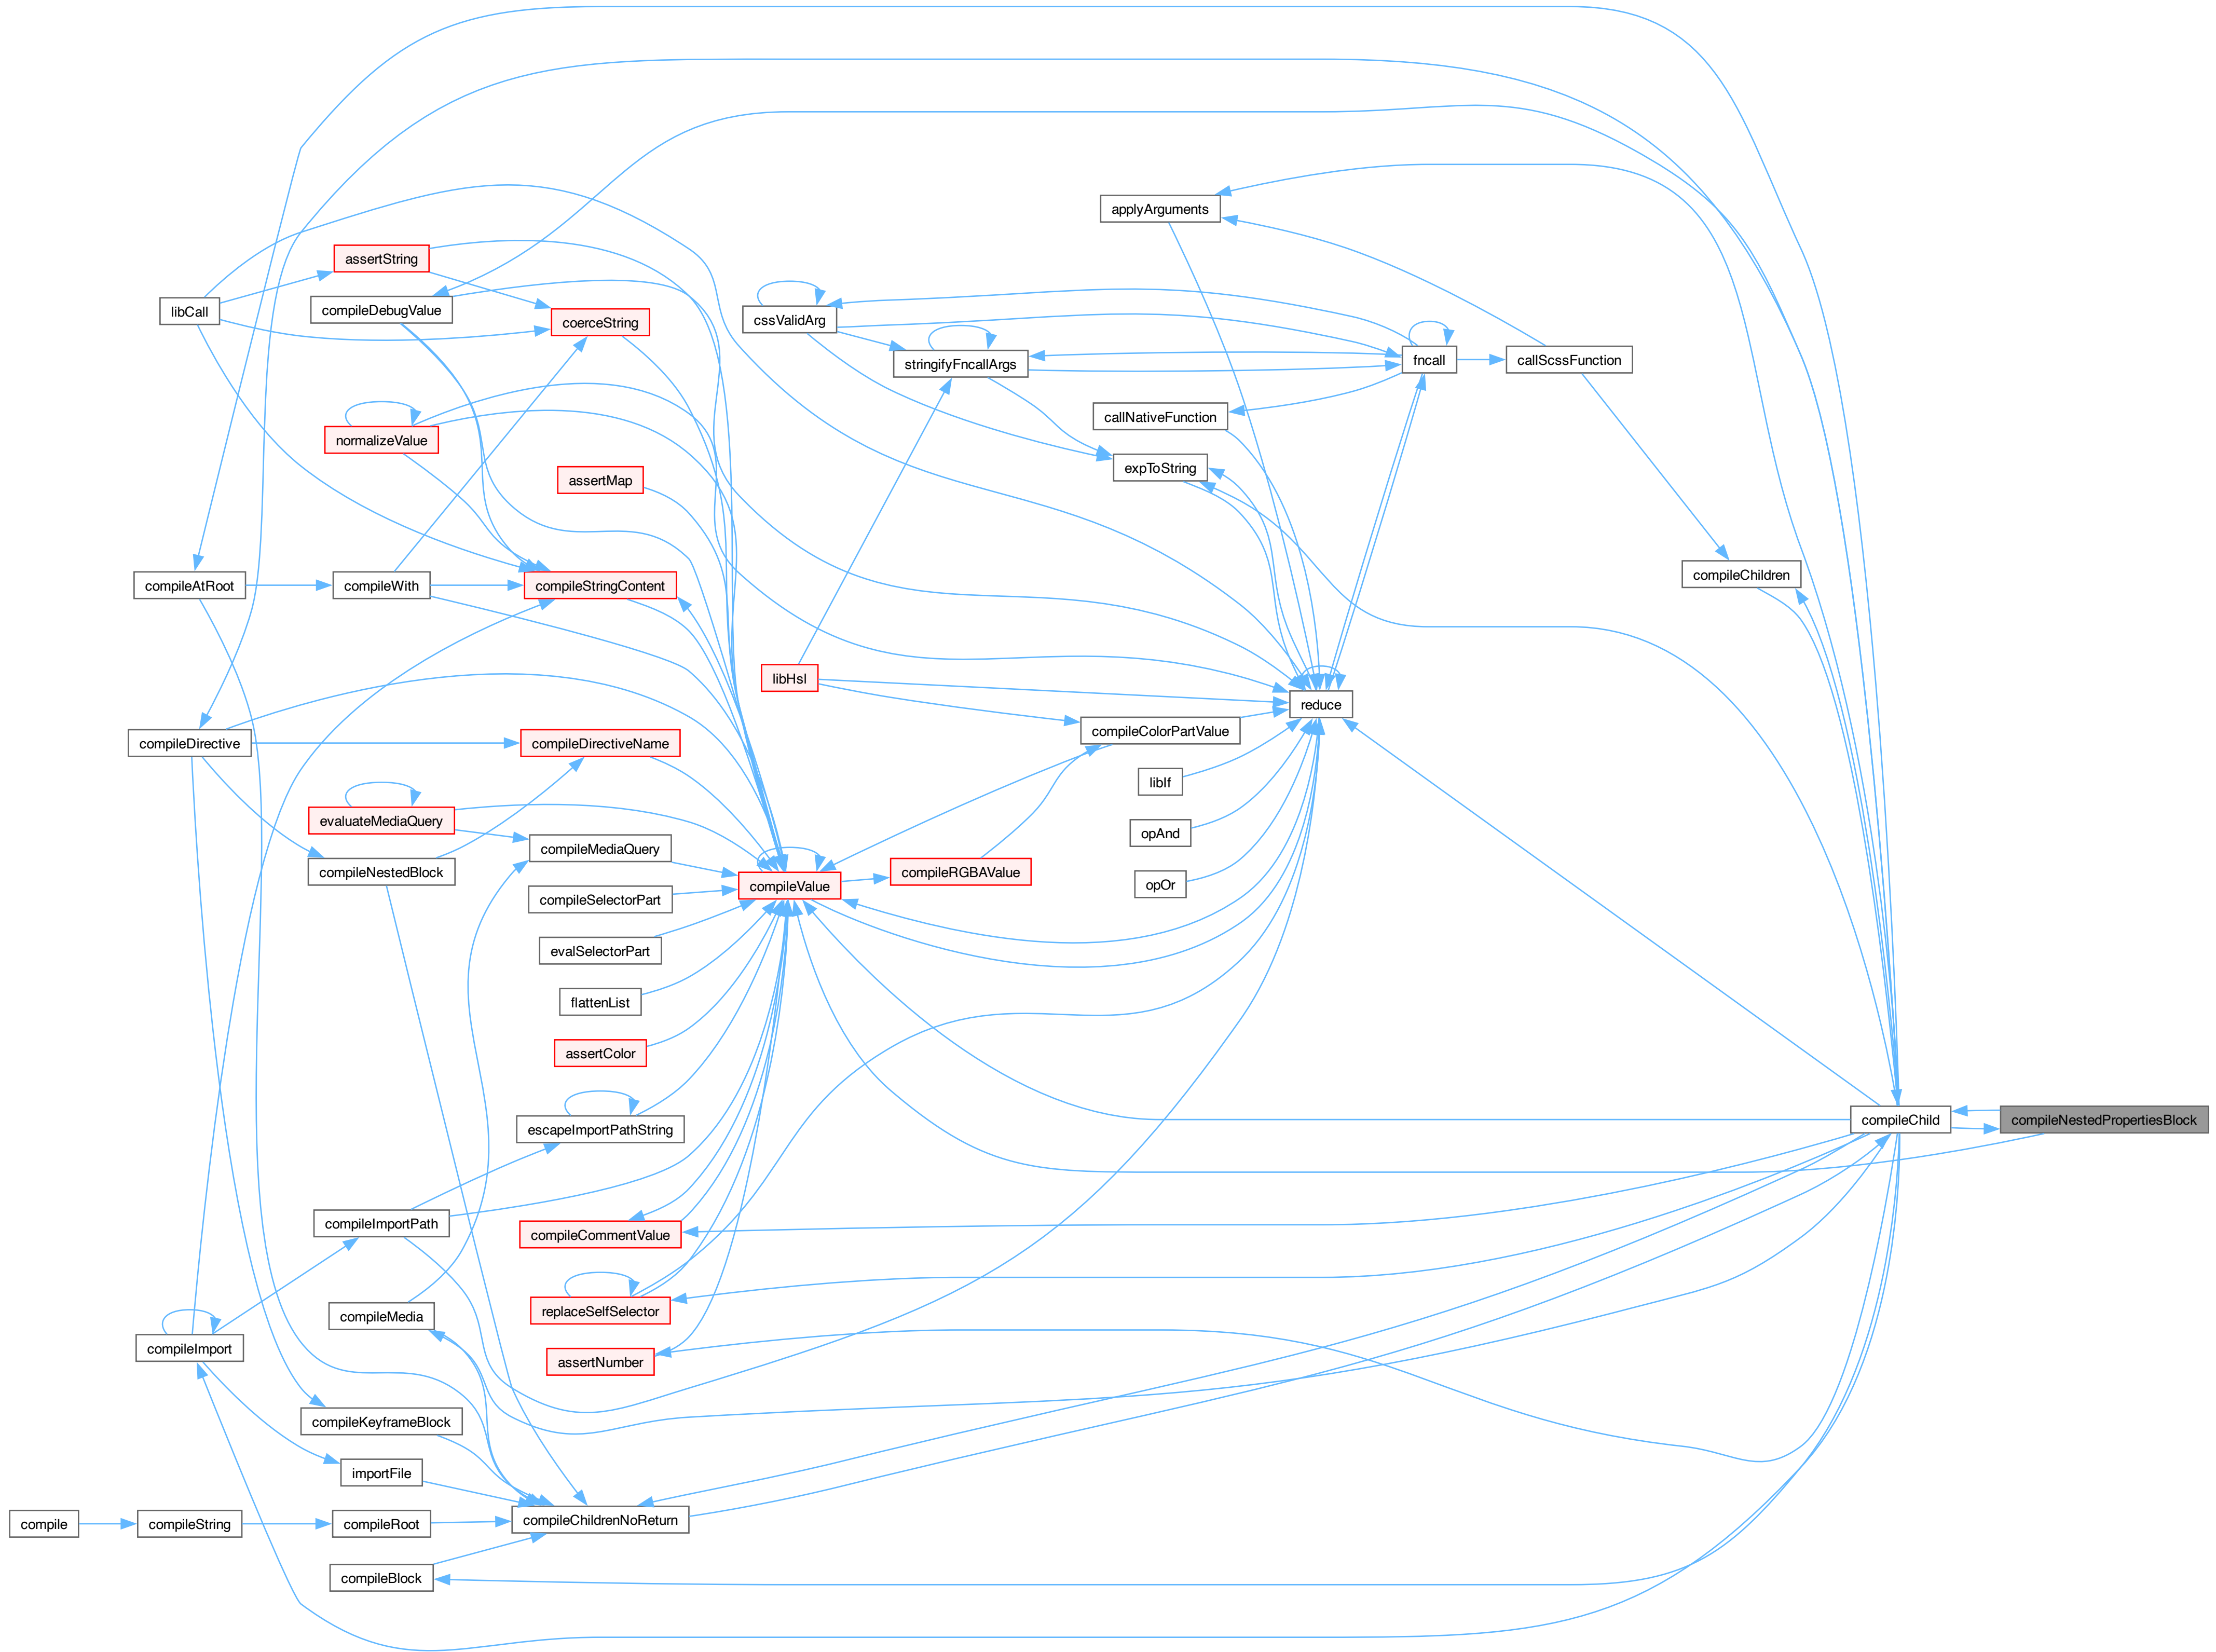 applyArguments
assertString
libCall
compileDebugValue
coerceString
cssValidArg
stringifyFncallArgs
fncall
callScssFunction
callNativeFunction
normalizeValue
expToString
assertMap
compileChildren
compileAtRoot
compileWith
compileStringContent
libHsl
reduce
compileColorPartValue
compileDirective
compileDirectiveName
libIf
evaluateMediaQuery
opAnd
compileMediaQuery
compileNestedBlock
compileRGBAValue
compileValue
opOr
compileSelectorPart
evalSelectorPart
flattenList
assertColor
compileChild
compileNestedPropertiesBlock
escapeImportPathString
compileImportPath
compileCommentValue
compileMedia
replaceSelfSelector
compileImport
assertNumber
compileKeyframeBlock
importFile
compile
compileString
compileRoot
compileChildrenNoReturn
compileBlock